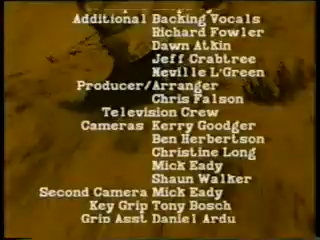 Additional Backing Vocals
Richard Fowler
Dawn Atkin
Jeff Crabtree
Neville L'Green
Producer/Arranger
Chris Falson
Television Crew
Cameras Kerry Goodger
Ben Herbertson
Christine Long
Mick Eady
Shaun Walker
Second Camera Mick Eady
Key Grip Tony Bosch
Grip Asst Daniel Ardu